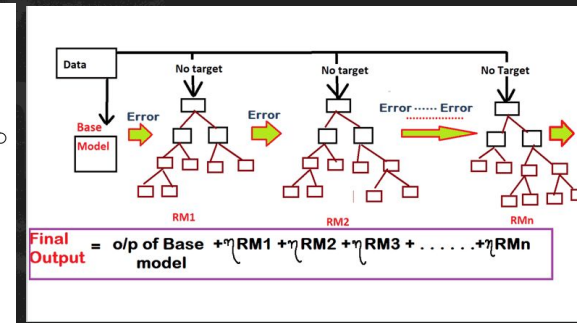 Data
No target
No target
No Target
Error
Error
Error ...... Error
Base
Model
RM1
RM2
RMn
Final Output = o/p of Base model +ηRM1 +ηRM2 +ηRM3 + . . . . . .+ηRMn